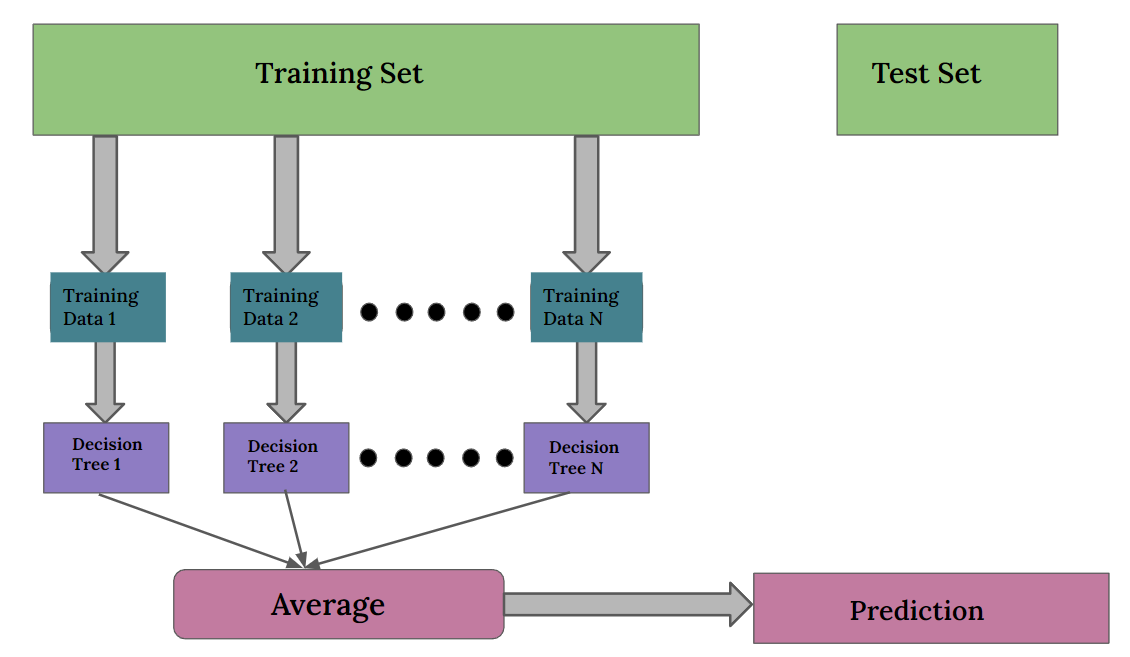 Training Set
Test Set
Training
Data 1
Training
Data 2
Training
Data N
Decision
Tree 1
Decision
Tree 2
Decision
Tree N
Average
Prediction